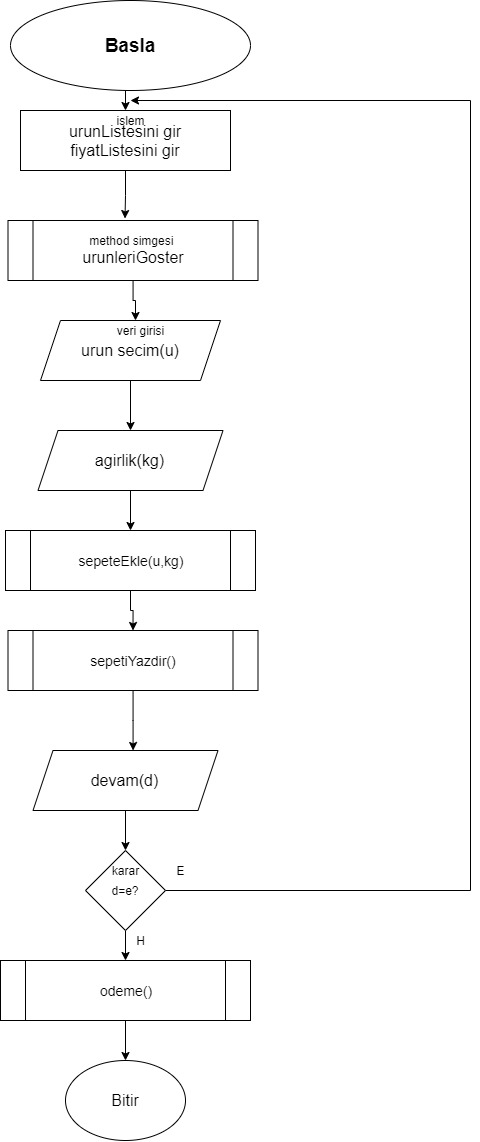 Basla
işlem
urunListesini gir
fiyatListesini gir
method simgesi
urunleriGoster
veri girisi
urun secim(u)
agirlik(kg)
sepeteEkle(u,kg)
sepetiYazdir()
devam(d)
karar
d=e?
E
H
odeme()
Bitir